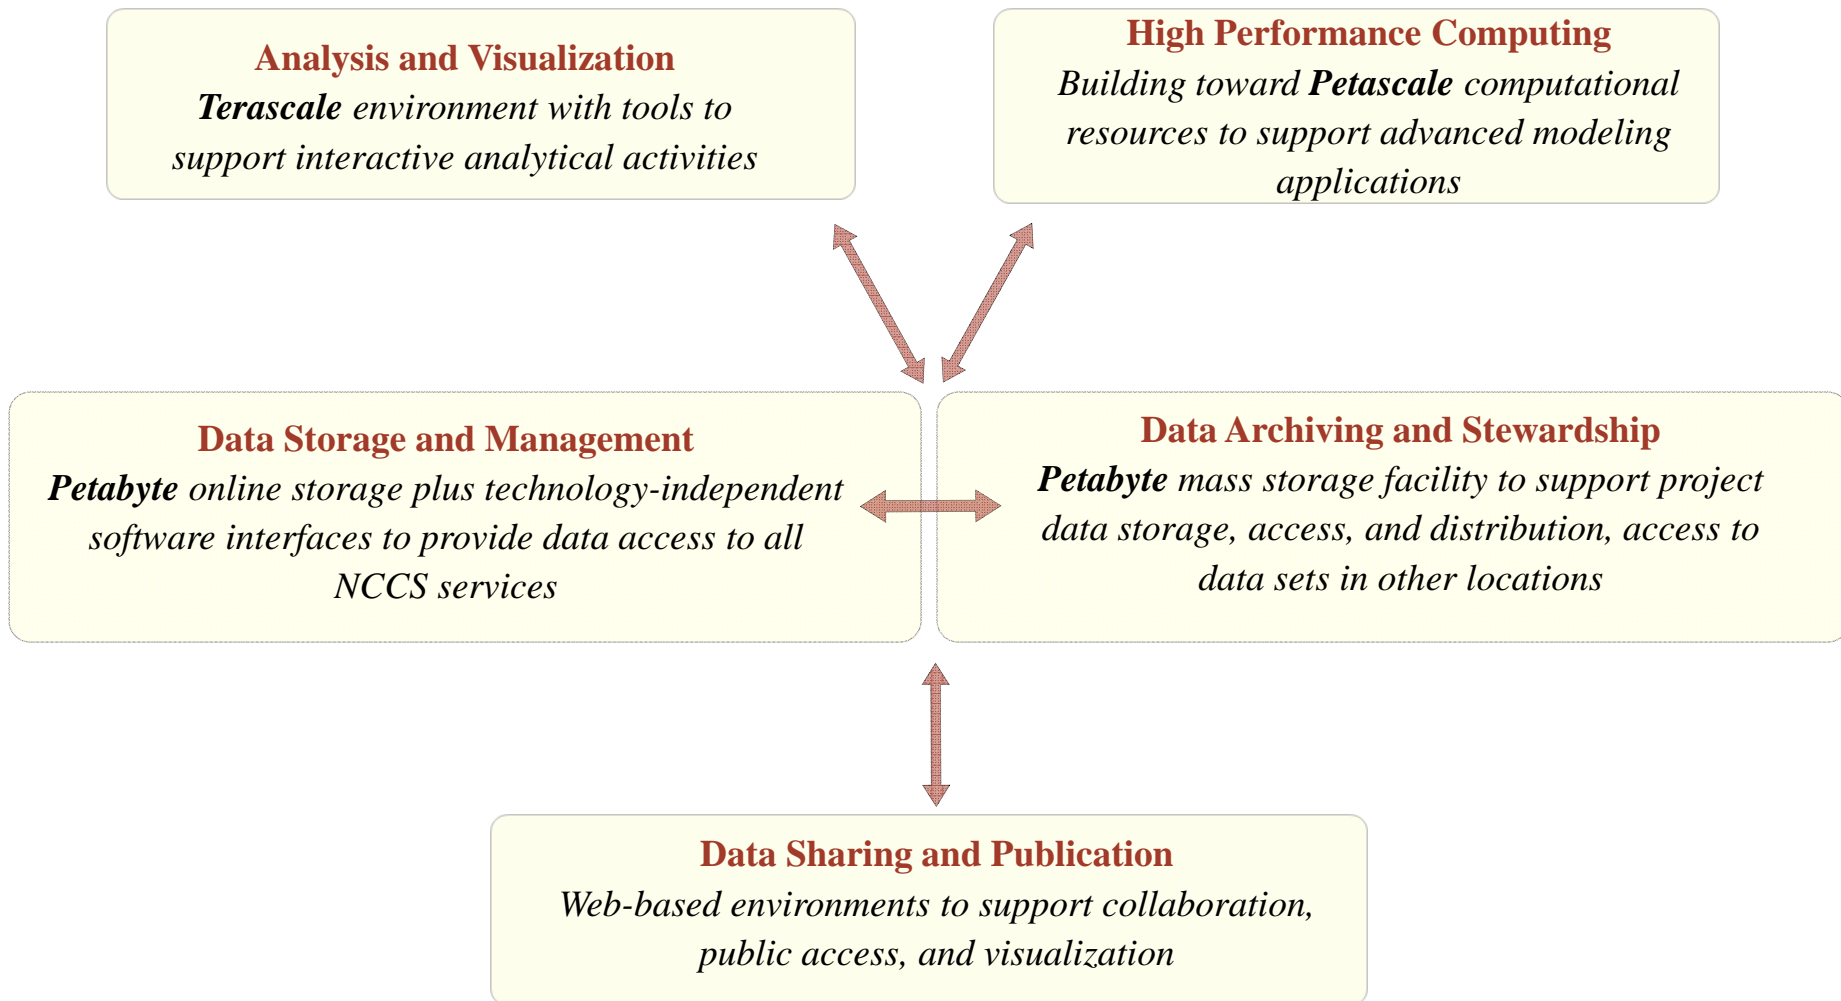 Analysis and Visualization
Terascale environment with tools to
support interactive analytical activities
High Performance Computing
Building toward Petascale computational
resources to support advanced modeling
applications
Data Storage and Management
Petabyte online storage plus technology-independent
software interfaces to provide data access to all
NCCS services
Data Archiving and Stewardship
Petabyte mass storage facility to support project
data storage, access, and distribution, access to
data sets in other locations
Data Sharing and Publication
Web-based environments to support collaboration,
public access, and visualization